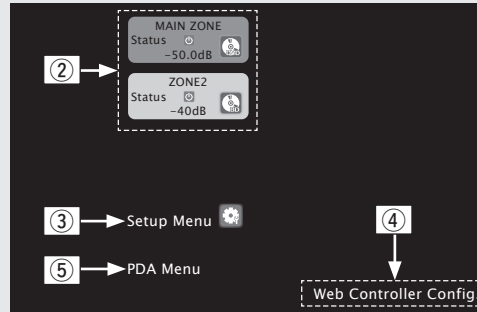 MAIN ZONE
Status
-50.0dB
②
ZONE2
Status
-40dB
③ Setup Menu
④
⑤ PDA Menu
Web Controller Config.